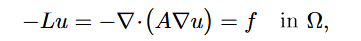 −Lu = −∇·(A∇u) = f   in Ω,